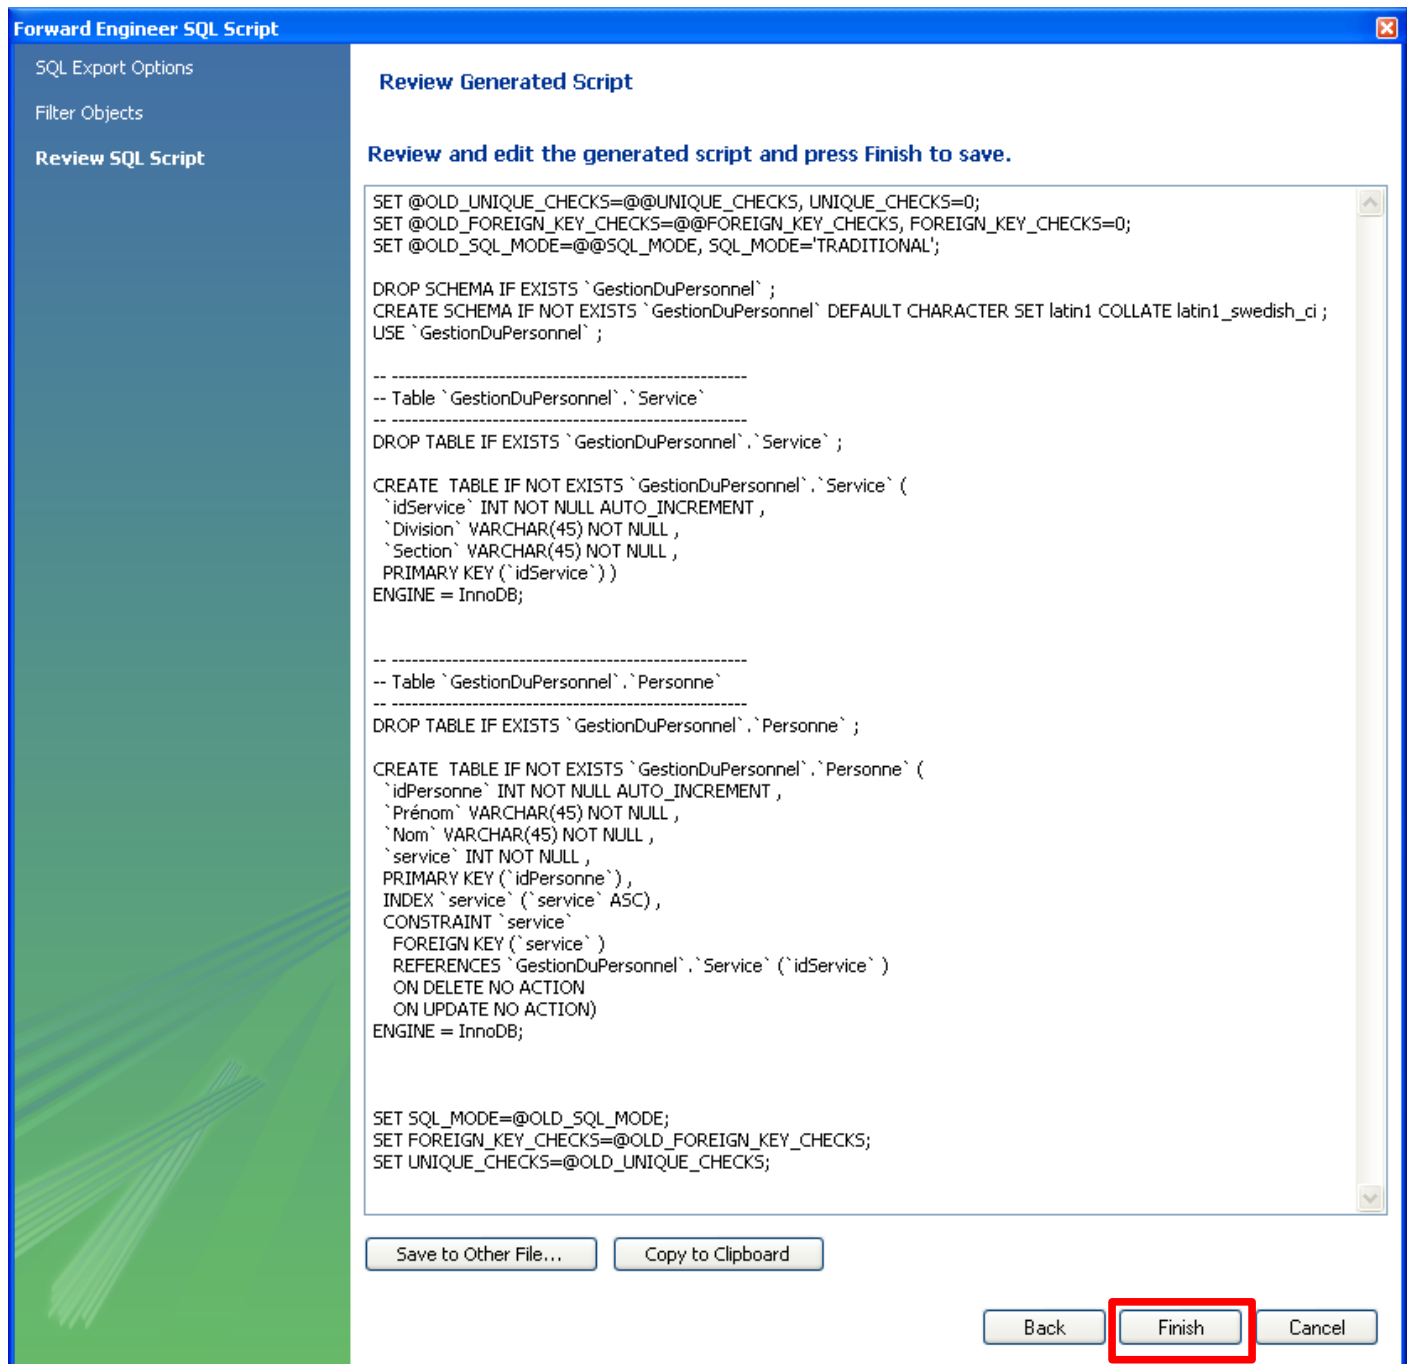 Forward Engineer SQL Script
SQL Export Options
Filter Objects
Review SQL Script
Review Generated Script
Review and edit the generated script and press Finish to save.
SET @OLD_UNIQUE_CHECKS=@@UNIQUE_CHECKS, UNIQUE_CHECKS=0;
SET @OLD_FOREIGN_KEY_CHECKS=@@FOREIGN_KEY_CHECKS, FOREIGN_KEY_CHECKS=0;
SET @OLD_SQL_MODE=@@SQL_MODE, SQL_MODE='TRADITIONAL';
DROP SCHEMA IF EXISTS `GestionDuPersonnel` ;
CREATE SCHEMA IF NOT EXISTS `GestionDuPersonnel` DEFAULT CHARACTER SET latin1 COLLATE latin1_swedish_ci ;
USE `GestionDuPersonnel` ;
-- -----------------------------------------------------
-- Table `GestionDuPersonnel`.`Service`
-- -----------------------------------------------------
DROP TABLE IF EXISTS `GestionDuPersonnel`.`Service` ;
CREATE  TABLE IF NOT EXISTS `GestionDuPersonnel`.`Service` (
`idService` INT NOT NULL AUTO_INCREMENT ,
`Division` VARCHAR(45) NOT NULL ,
`Section` VARCHAR(45) NOT NULL ,
PRIMARY KEY (`idService`) )
ENGINE = InnoDB;
-- -----------------------------------------------------
-- Table `GestionDuPersonnel`.`Personne`
-- -----------------------------------------------------
DROP TABLE IF EXISTS `GestionDuPersonnel`.`Personne` ;
CREATE  TABLE IF NOT EXISTS `GestionDuPersonnel`.`Personne` (
`idPersonne` INT NOT NULL AUTO_INCREMENT ,
`Prénom` VARCHAR(45) NOT NULL ,
`Nom` VARCHAR(45) NOT NULL ,
`service` INT NOT NULL ,
PRIMARY KEY (`idPersonne`) ,
INDEX `service` (`service` ASC) ,
CONSTRAINT `service`
FOREIGN KEY (`service` )
REFERENCES `GestionDuPersonnel`.`Service` (`idService` )
ON DELETE NO ACTION
ON UPDATE NO ACTION)
ENGINE = InnoDB;
SET SQL_MODE=@OLD_SQL_MODE;
SET FOREIGN_KEY_CHECKS=@OLD_FOREIGN_KEY_CHECKS;
SET UNIQUE_CHECKS=@OLD_UNIQUE_CHECKS;
Save to Other File... Copy to Clipboard
Back Finish Cancel